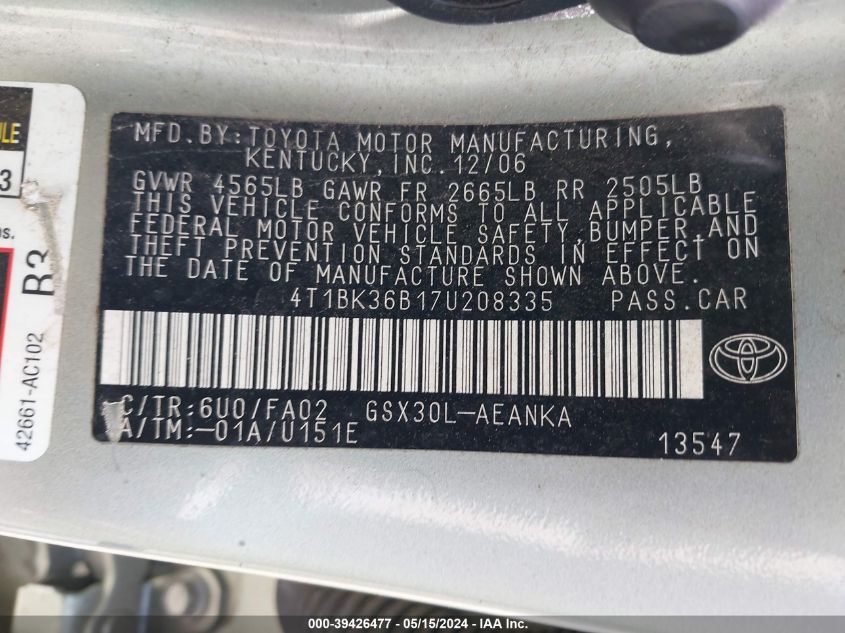 MFD.BY:TOYOTA MOTOR MANUFACTURING,
KENTUCKY,INC.12/06
GVWR 4565LB GAWR FR 2665LB RR 2505LB
THIS VEHICLE CONFORMS TO ALL APPLICABLE
FEDERAL MOTOR VEHICLE SAFETY,BUMPER,AND
THEFT PREVENTION STANDARDS IN EFFECT ON
THE DATE OF MANUFACTURE SHOWN ABOVE.
4T1BK36B17U208335 PASS.CAR
C/TR:6U0/FA02 GSX30L-AEANKA
A/TM:-01A/U151E 13547
3
B3
42661-AC102
000-39426477 - 05/15/2024 - IAA Inc.